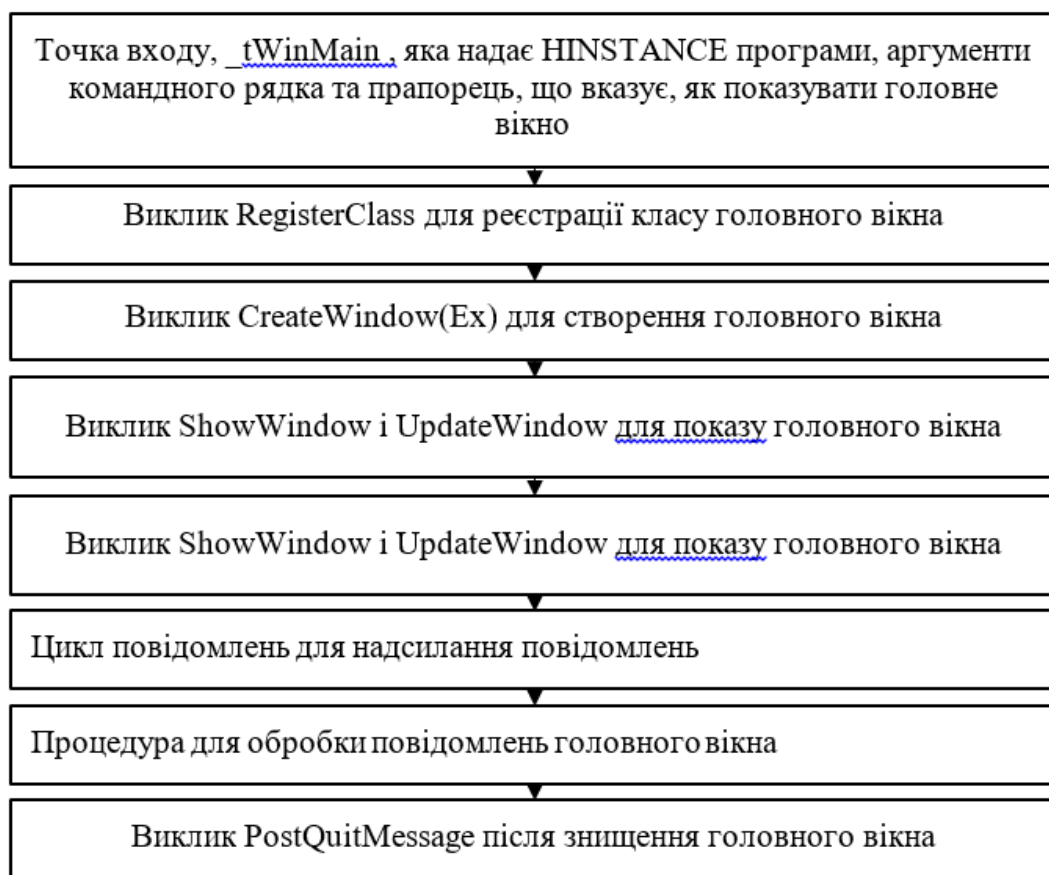 Точка входу, _tWinMain , яка надає HINSTANCE програми, аргументи
командного рядка та прапорець, що вказує, як показувати головне
вікно
Виклик RegisterClass для реєстрації класу головного вікна
Виклик CreateWindow(Ex) для створення головного вікна
Виклик ShowWindow і UpdateWindow для показу головного вікна
Виклик ShowWindow і UpdateWindow для показу головного вікна
Цикл повідомлень для надсилання повідомлень
Процедура для обробки повідомлень головного вікна
Виклик PostQuitMessage після знищення головного вікна